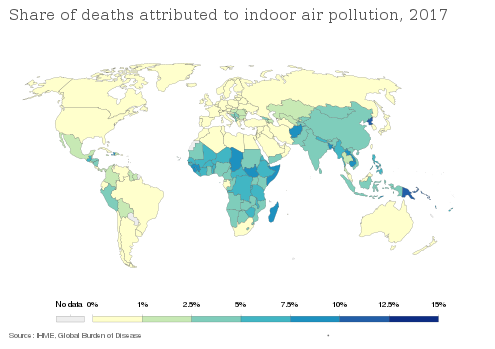 Share of deaths attributed to indoor air pollution, 2017
No data 0% 1% 2.5% 5% 7.5% 10% 12.5% 15%
Source: IHME, Global Burden of Disease